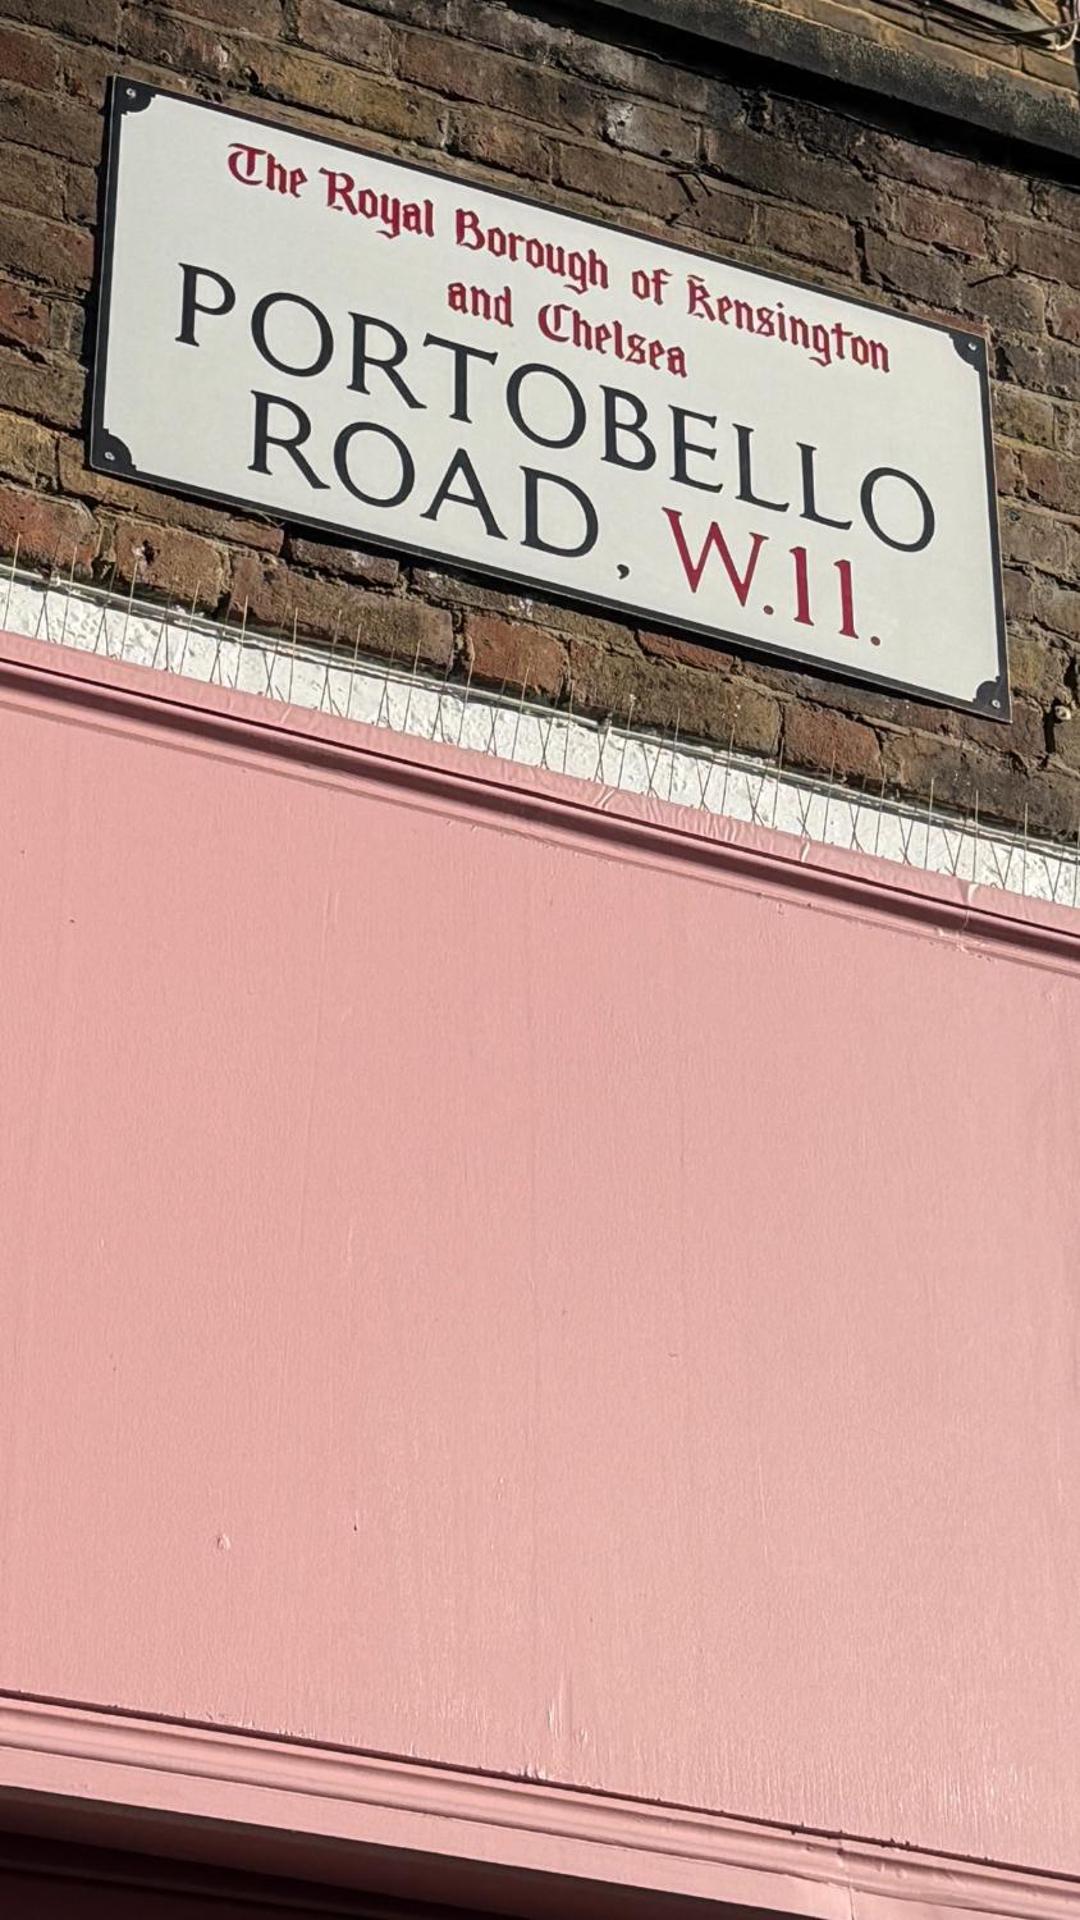 The Royal Borough of Kensington
and Chelsea
PORTOBELLO
ROAD, W.11.